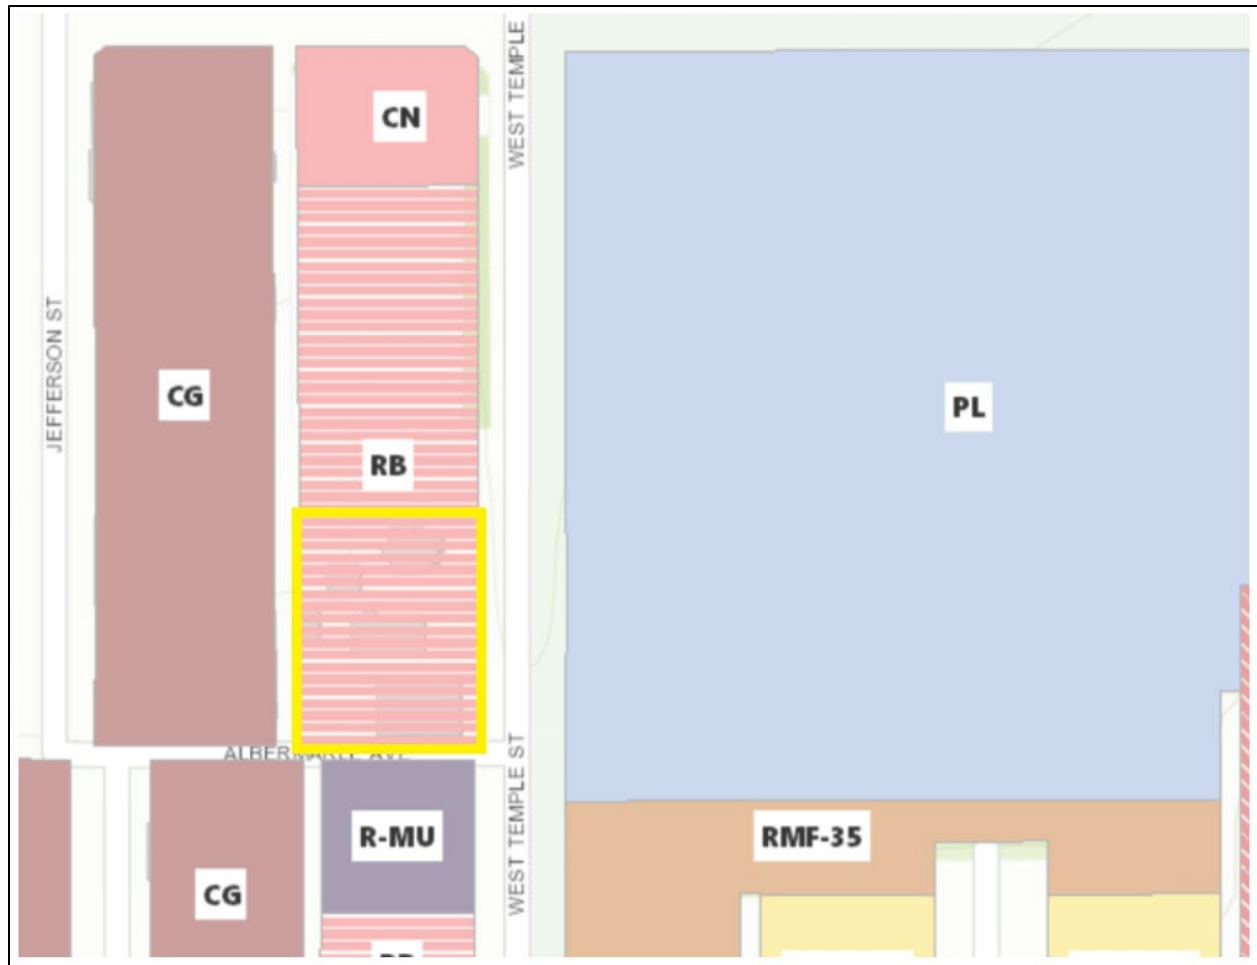 WEST TEMPLE
CN
JEFFERSON ST
CG
PL
RB
WEST TEMPLE ST
R-MU
RMF-35
CG